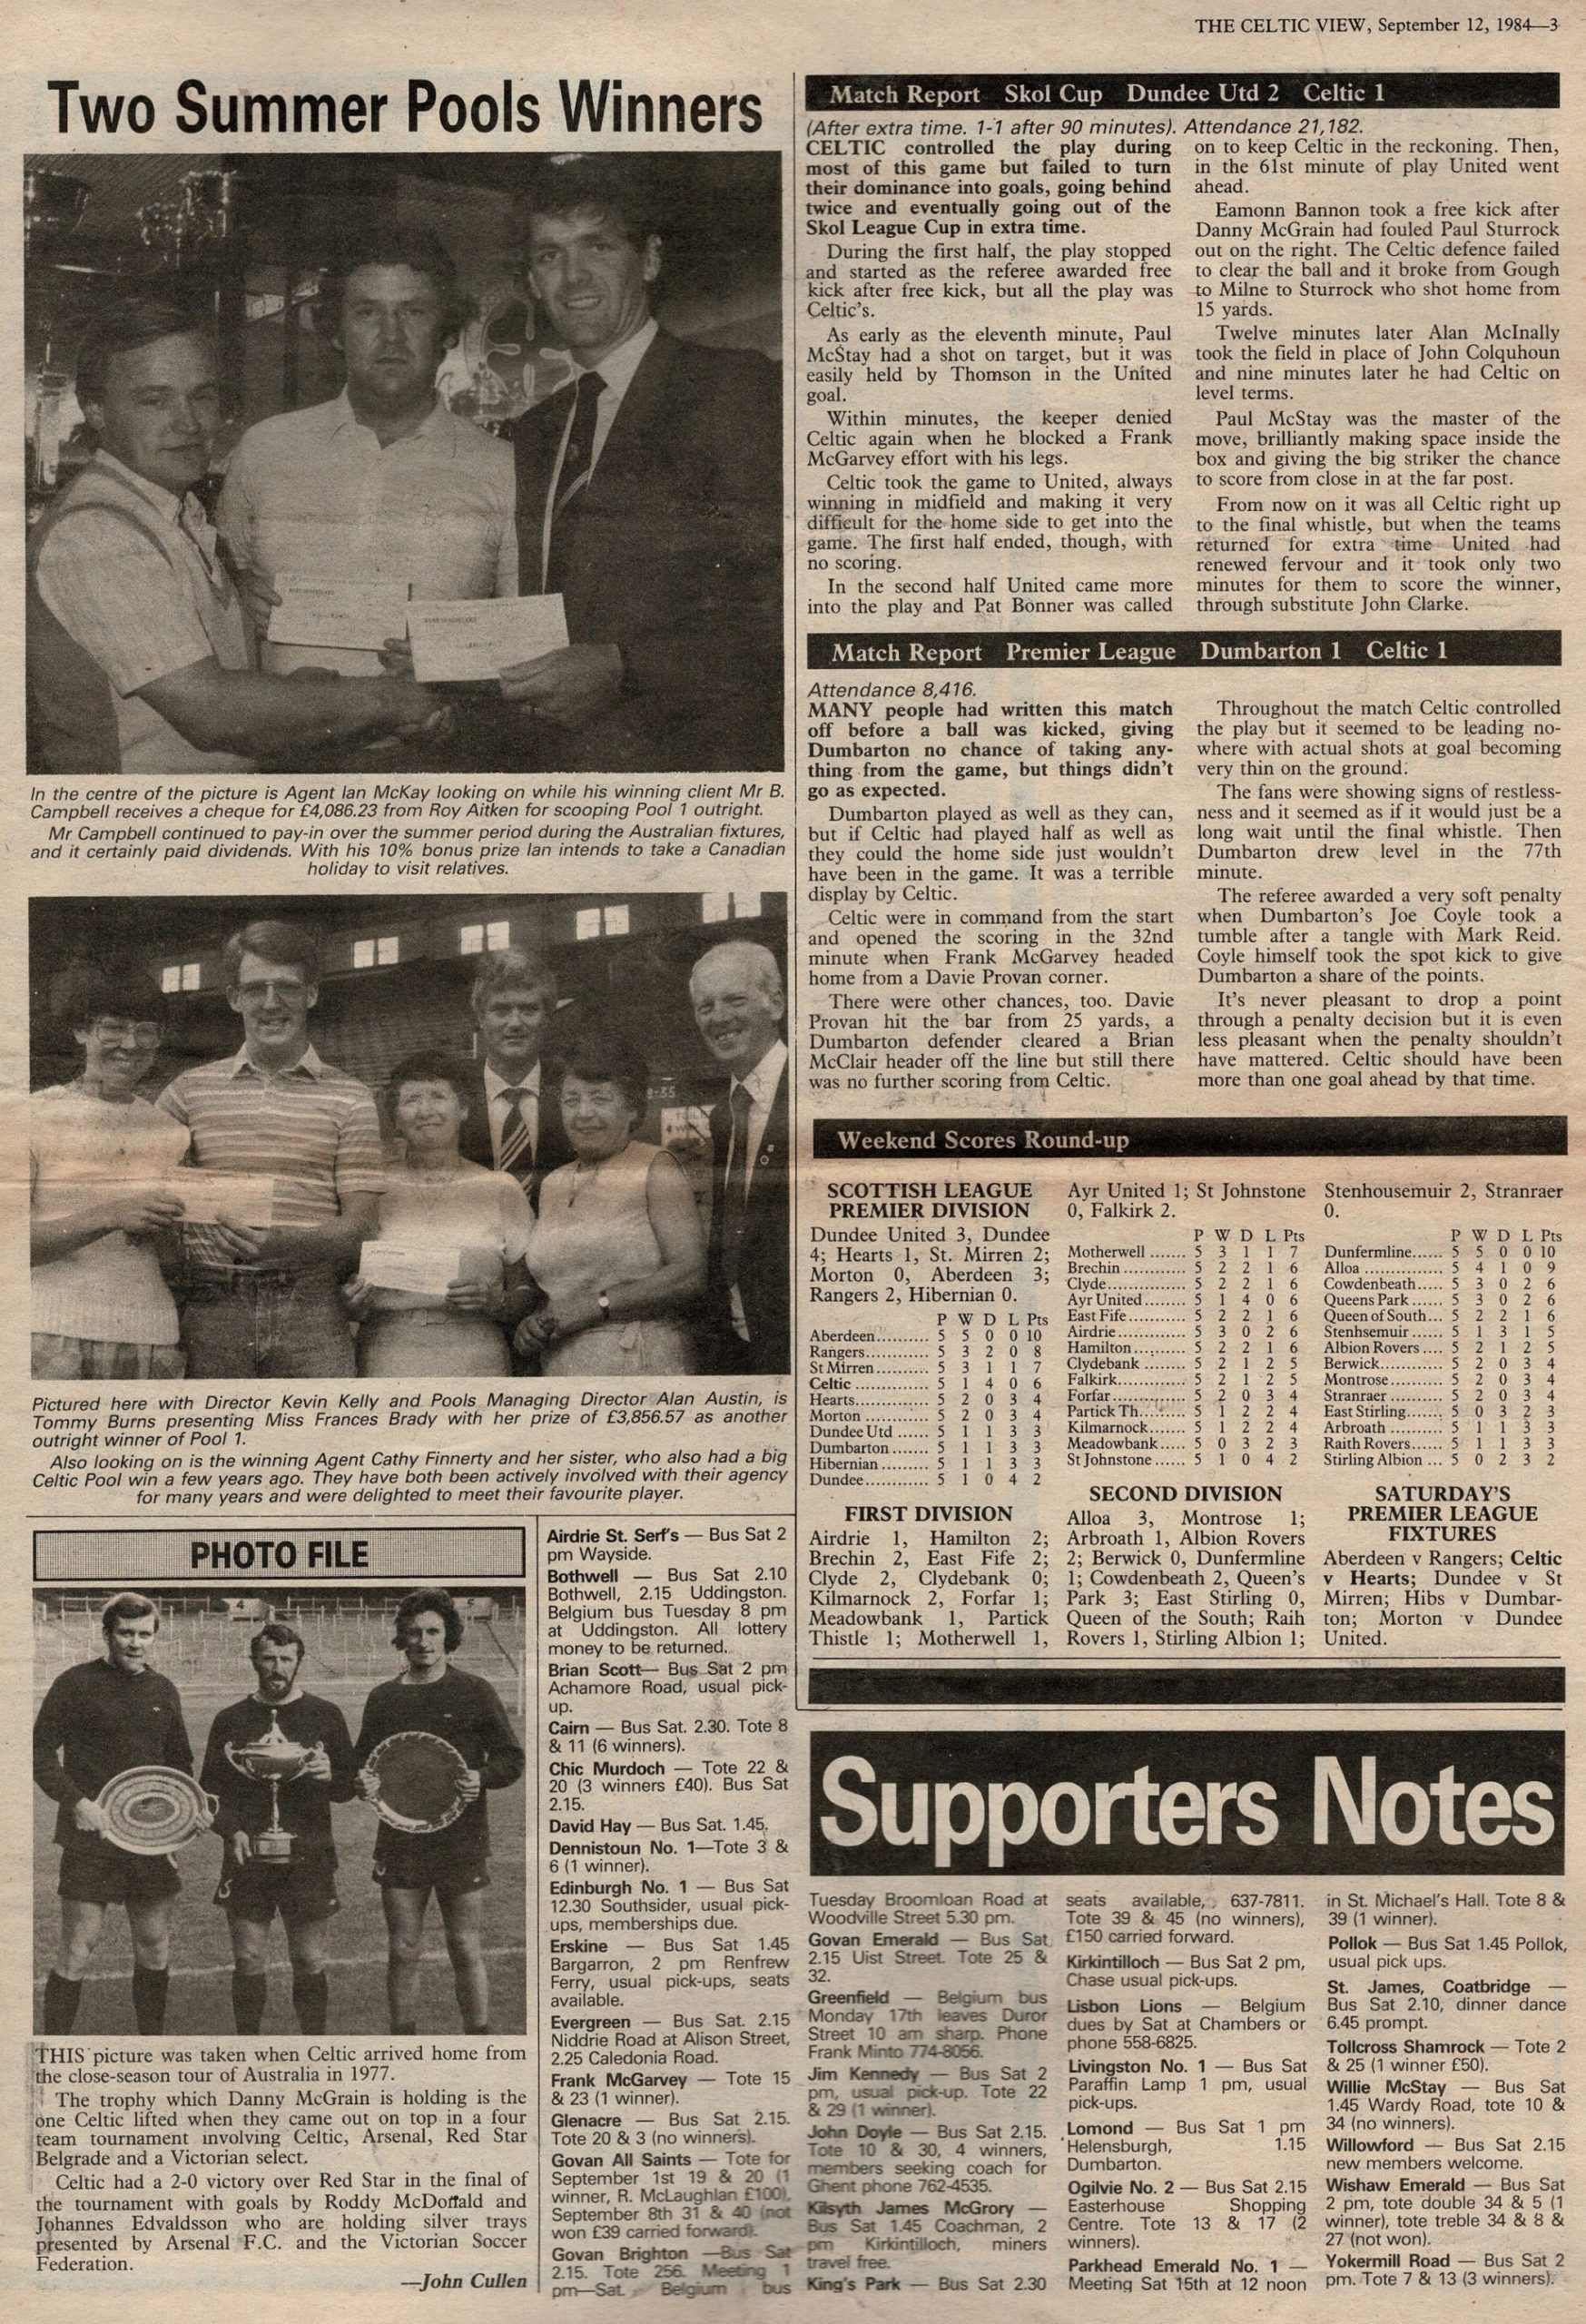 THE CELTIC VIEW, September 12, 1984—3
Two Summer Pools Winners
In the centre of the picture is Agent Ian McKay looking on while his winning client Mr B.
Campbell receives a cheque for £4,086.23 from Roy Aitken for scooping Pool 1 outright.
Mr Campbell continued to pay-in over the summer period during the Australian fixtures,
and it certainly paid dividends. With his 10% bonus prize Ian intends to take a Canadian
holiday to visit relatives.
Pictured here with Director Kevin Kelly and Pools Managing Director Alan Austin, is
Tommy Burns presenting Miss Frances Brady with her prize of £3,856.57 as another
outright winner of Pool 1.
Also looking on is the winning Agent Cathy Finnerty and her sister, who also had a big
Celtic Pool win a few years ago. They have both been actively involved with their agency
for many years and were delighted to meet their favourite player.
Match Report Skol Cup Dundee Utd 2 Celtic 1
(After extra time. 1-1 after 90 minutes). Attendance 21,182.
CELTIC controlled the play during
most of this game but failed to turn
their dominance into goals, going behind
twice and eventually going out of the
Skol League Cup in extra time.
During the first half, the play stopped
and started as the referee awarded free
kick after free kick, but all the play was
Celtic's.
As early as the eleventh minute, Paul
McStay had a shot on target, but it was
easily held by Thomson in the United
goal.
Within minutes, the keeper denied
Celtic again when he blocked a Frank
McGarvey effort with his legs.
Celtic took the game to United, always
winning in midfield and making it very
difficult for the home side to get into the
game. The first half ended, though, with
no scoring.
In the second half United came more
into the play and Pat Bonner was called
on to keep Celtic in the reckoning. Then,
in the 61st minute of play United went
ahead.
Eamonn Bannon took a free kick after
Danny McGrain had fouled Paul Sturrock
out on the right. The Celtic defence failed
to clear the ball and it broke from Gough
to Milne to Sturrock who shot home from
15 yards.
Twelve minutes later Alan McInally
took the field in place of John Colquhoun
and nine minutes later he had Celtic on
level terms.
Paul McStay was the master of the
move, brilliantly making space inside the
box and giving the big striker the chance
to score from close in at the far post.
From now on it was all Celtic right up
to the final whistle, but when the teams
returned for extra time United had
renewed fervour and it took only two
minutes for them to score the winner,
through substitute John Clarke.
Match Report Premier League Dumbarton 1 Celtic 1
Attendance 8,416.
MANY people had written this match
off before a ball was kicked, giving
Dumbarton no chance of taking any-
thing from the game, but things didn't
go as expected.
Dumbarton played as well as they can,
but if Celtic had played half as well as
they could the home side just wouldn't
have been in the game. It was a terrible
display by Celtic.
Celtic were in command from the start
and opened the scoring in the 32nd
minute when Frank McGarvey headed
home from a Davie Provan corner.
There were other chances, too. Davie
Provan hit the bar from 25 yards, a
Dumbarton defender cleared a Brian
McClair header off the line but still there
was no further scoring from Celtic.
Throughout the match Celtic controlled
the play but it seemed to be leading no-
where with actual shots at goal becoming
very thin on the ground.
The fans were showing signs of restless-
ness and it seemed as if it would just be a
long wait until the final whistle. Then
Dumbarton drew level in the 77th
minute.
The referee awarded a very soft penalty
when Dumbarton's Joe Coyle took a
tumble after a tangle with Mark Reid.
Coyle himself took the spot kick to give
Dumbarton a share of the points.
It's never pleasant to drop a point
through a penalty decision but it is even
less pleasant when the penalty shouldn't
have mattered. Celtic should have been
more than one goal ahead by that time.
Weekend Scores Round-up
SCOTTISH LEAGUE
PREMIER DIVISION
Dundee United 3, Dundee
4; Hearts 1, St. Mirren 2;
Morton 0, Aberdeen 3;
Rangers 2, Hibernian 0.
P W D L Pts
Aberdeen.......... 5 5 0 0 10
Rangers............ 5 3 2 0 8
St Mirren.......... 5 3 1 1 7
Celtic .............. 5 1 4 0 6
Hearts.............. 5 2 0 3 4
Morton ............ 5 2 0 3 4
Dundee Utd ...... 5 1 1 3 3
Dumbarton....... 5 1 1 3 3
Hibernian......... 5 1 1 3 3
Dundee............ 5 1 0 4 2
FIRST DIVISION
Airdrie 1, Hamilton 2;
Brechin 2, East Fife 2;
Clyde 2, Clydebank 0;
Kilmarnock 2, Forfar 1;
Meadowbank 1, Partick
Thistle 1; Motherwell 1,
Ayr United 1; St Johnstone
0, Falkirk 2.
P W D L Pts
Motherwell ....... 5 3 1 1 7
Brechin ............ 5 2 2 1 6
Clyde............... 5 2 2 1 6
Ayr United........ 5 1 4 0 6
East Fife........... 5 2 2 1 6
Airdrie............. 5 3 0 2 6
Hamilton.......... 5 2 2 1 6
Clydebank ........ 5 2 1 2 5
Falkirk............. 5 2 1 2 5
Forfar.............. 5 2 0 3 4
Partick Th......... 5 1 2 2 4
Kilmarnock....... 5 1 2 2 4
Meadowbank..... 5 0 3 2 3
St Johnstone...... 5 1 0 4 2
SECOND DIVISION
Alloa 3, Montrose 1;
Arbroath 1, Albion Rovers
2; Berwick 0, Dunfermline
1; Cowdenbeath 2, Queen's
Park 3; East Stirling 0,
Queen of the South; Raih
Rovers 1, Stirling Albion 1;
Stenhousemuir 2, Stranraer
0.
P W D L Pts
Dunfermline...... 5 5 0 0 10
Alloa .............. 5 4 1 0 9
Cowdenbeath..... 5 3 0 2 6
Queens Park...... 5 3 0 2 6
Queen of South... 5 2 2 1 6
Stenhsemuir...... 5 1 3 1 5
Albion Rovers.... 5 2 1 2 5
Berwick........... 5 2 0 3 4
Montrose.......... 5 2 0 3 4
Stranraer.......... 5 2 0 3 4
East Stirling....... 5 0 3 2 3
Arbroath .......... 5 1 1 3 3
Raith Rovers...... 5 1 1 3 3
Stirling Albion ... 5 0 2 3 2
SATURDAY'S
PREMIER LEAGUE
FIXTURES
Aberdeen v Rangers; Celtic
v Hearts; Dundee v St
Mirren; Hibs v Dumbar-
ton; Morton v Dundee
United.
PHOTO FILE
THIS picture was taken when Celtic arrived home from
the close-season tour of Australia in 1977.
The trophy which Danny McGrain is holding is the
one Celtic lifted when they came out on top in a four
team tournament involving Celtic, Arsenal, Red Star
Belgrade and a Victorian select.
Celtic had a 2-0 victory over Red Star in the final of
the tournament with goals by Roddy McDonald and
Johannes Edvaldsson who are holding silver trays
presented by Arsenal F.C. and the Victorian Soccer
Federation.
—John Cullen
Supporters Notes
Airdrie St. Serf's — Bus Sat 2
pm Wayside.
Bothwell — Bus Sat 2.10
Bothwell, 2.15 Uddingston.
Belgium bus Tuesday 8 pm
at Uddingston. All lottery
money to be returned.
Brian Scott— Bus Sat 2 pm
Achamore Road, usual pick-
up.
Cairn — Bus Sat. 2.30. Tote 8
& 11 (6 winners).
Chic Murdoch — Tote 22 &
20 (3 winners £40). Bus Sat
2.15.
David Hay — Bus Sat. 1.45.
Dennistoun No. 1—Tote 3 &
6 (1 winner).
Edinburgh No. 1 — Bus Sat
12.30 Southsider, usual pick-
ups, memberships due.
Erskine — Bus Sat 1.45
Bargarron, 2 pm Renfrew
Ferry, usual pick-ups, seats
available.
Evergreen — Bus Sat. 2.15
Niddrie Road at Alison Street,
2.25 Caledonia Road.
Frank McGarvey — Tote 15
& 23 (1 winner).
Glenacre — Bus Sat 2.15.
Tote 20 & 3 (no winners).
Govan All Saints — Tote for
September 1st 19 & 20 (1
winner, R. McLaughlan £100),
September 8th 31 & 40 (not
won £39 carried forward).
Govan Brighton —Bus Sat
2.15. Tote 256. Meeting 1
pm—Sat. Belgium bus
Tuesday Broomloan Road at
Woodville Street 5.30 pm.
Govan Emerald — Bus Sat
2.15 Uist Street. Tote 25 &
32.
Greenfield — Belgium bus
Monday 17th leaves Duror
Street 10 am sharp. Phone
Frank Minto 774-8056.
Jim Kennedy — Bus Sat 2
pm, usual pick-up. Tote 22
& 29 (1 winner).
John Doyle — Bus Sat 2.15.
Tote 10 & 30, 4 winners,
members seeking coach for
Ghent phone 762-4535.
Kilsyth James McGrory —
Bus Sat 1.45 Coachman, 2
pm Kirkintilloch, miners
travel free.
King's Park — Bus Sat 2.30
seats available, 637-7811.
Tote 39 & 45 (no winners),
£150 carried forward.
Kirkintilloch — Bus Sat 2 pm,
Chase usual pick-ups.
Lisbon Lions — Belgium
dues by Sat at Chambers or
phone 558-6825.
Livingston No. 1 — Bus Sat
Paraffin Lamp 1 pm, usual
pick-ups.
Lomond — Bus Sat 1 pm
Helensburgh, 1.15
Dumbarton.
Ogilvie No. 2 — Bus Sat 2.15
Easterhouse Shopping
Centre. Tote 13 & 17 (2
winners).
Parkhead Emerald No. 1 —
Meeting Sat 15th at 12 noon
in St. Michael's Hall. Tote 8 &
39 (1 winner).
Pollok — Bus Sat 1.45 Pollok,
usual pick ups.
St. James, Coatbridge —
Bus Sat 2.10, dinner dance
6.45 prompt.
Tollcross Shamrock — Tote 2
& 25 (1 winner £50).
Willie McStay — Bus Sat
1.45 Wardy Road, tote 10 &
34 (no winners).
Willowford — Bus Sat 2.15
new members welcome.
Wishaw Emerald — Bus Sat
2 pm, tote double 34 & 5 (1
winner), tote treble 34 & 8 &
27 (not won).
Yokermill Road — Bus Sat 2
pm. Tote 7 & 13 (3 winners).